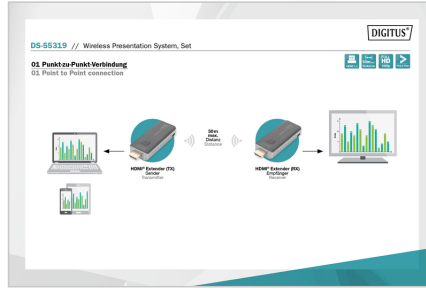 DIGITUS®
DS-55319 // Wireless Presentation System, Set
01 Punkt-zu-Punkt-Verbindung
01 Point to Point connection
HD
50 m
max.
Distanz
Distance
HDMI® Extender (TX)
Sender
Transmitter
HDMI® Extender (RX)
Empfänger
Receiver